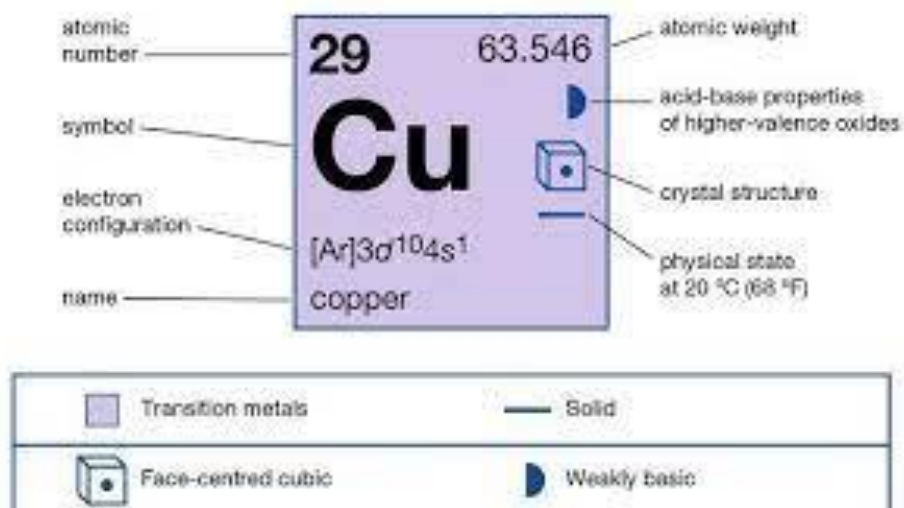 atomic
number
29
63.546
atomic weight
symbol
Cu
acid-base properties
of higher-valence oxides
crystal structure
electron
configuration
[Ar]3d¹⁰4s¹
physical state
at 20 °C (68 °F)
name
copper
Transition metals
Solid
Face-centred cubic
Weakly basic